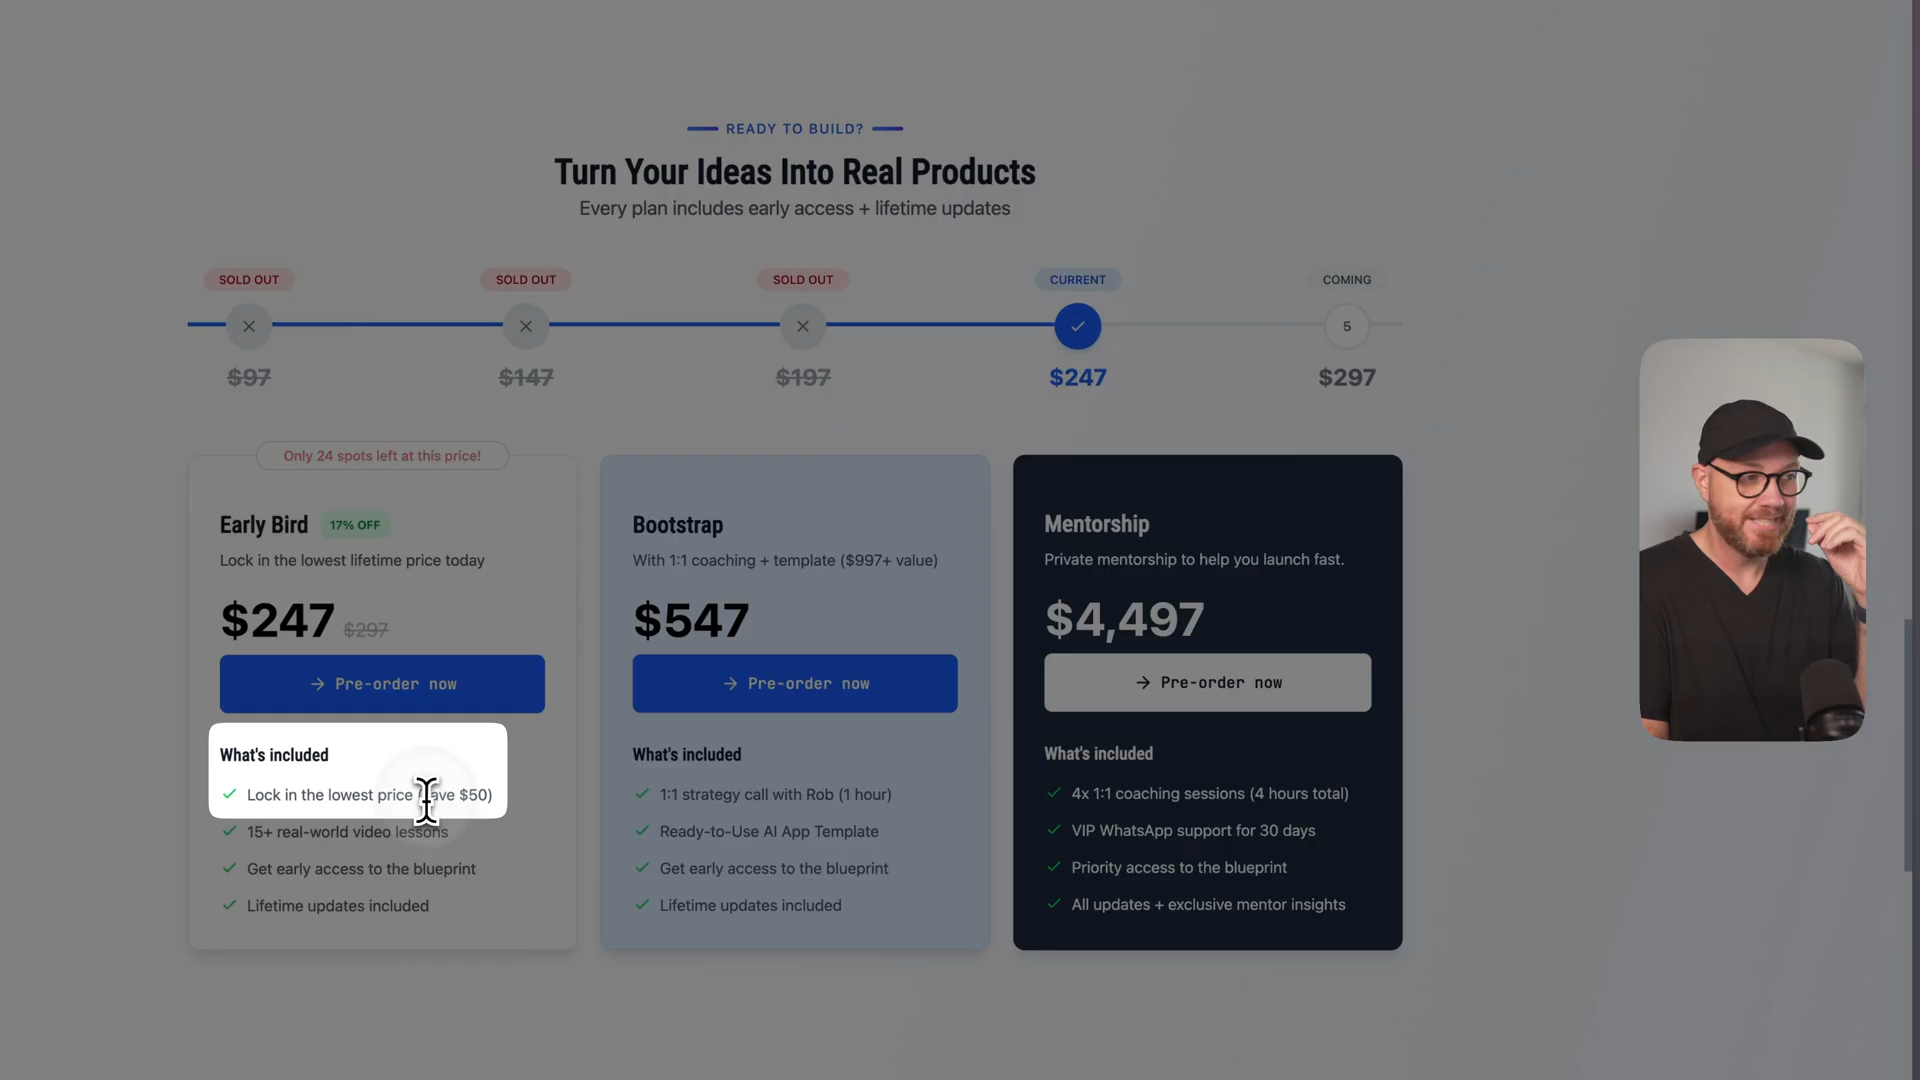 READY TO BUILD?
Turn Your Ideas Into Real Products
Every plan includes early access + lifetime updates
SOLD OUT
SOLD OUT
SOLD OUT
CURRENT
COMING
5
$97
$147
$197
$247
$297
Only 24 spots left at this price!
Early Bird
17% OFF
Lock in the lowest lifetime price today
$247
$297
→ Pre-order now
What's included
Lock in the lowest price ave $50)
15+ real-world video lessons
Get early access to the blueprint
Lifetime updates included
Bootstrap
With 1:1 coaching + template ($997+ value)
$547
→ Pre-order now
What's included
1:1 strategy call with Rob (1 hour)
Ready-to-Use AI App Template
Get early access to the blueprint
Lifetime updates included
Mentorship
Private mentorship to help you launch fast.
$4,497
→ Pre-order now
What's included
4x 1:1 coaching sessions (4 hours total)
VIP WhatsApp support for 30 days
Priority access to the blueprint
All updates + exclusive mentor insights